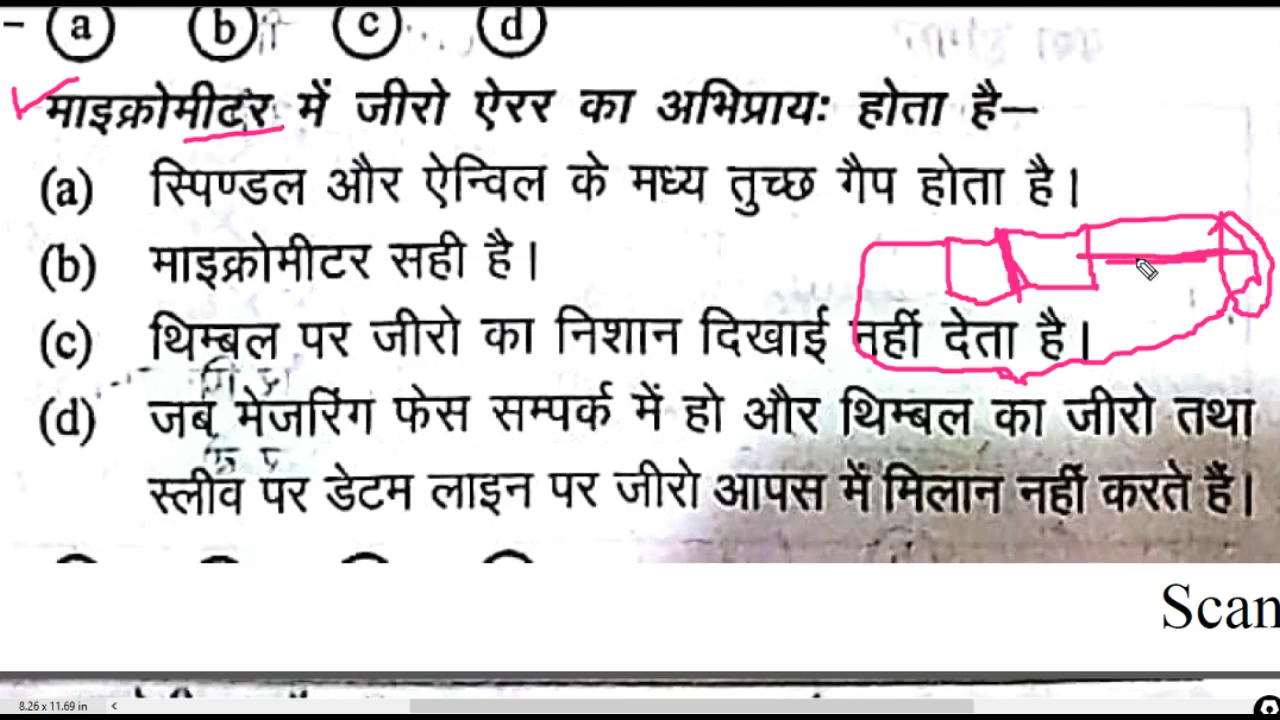 – (a) (b) (c) (d)
माइक्रोमीटर में जीरो ऐरर का अभिप्रायः होता है–
(a) स्पिण्डल और ऐन्विल के मध्य तुच्छ गैप होता है।
(b) माइक्रोमीटर सही है।
(c) थिम्बल पर जीरो का निशान दिखाई नहीं देता है।
(d) जब मेजरिंग फेस सम्पर्क में हो और थिम्बल का जीरो तथा
स्लीव पर डेटम लाइन पर जीरो आपस में मिलान नहीं करते हैं।
Scan
8.26 x 11.69 in